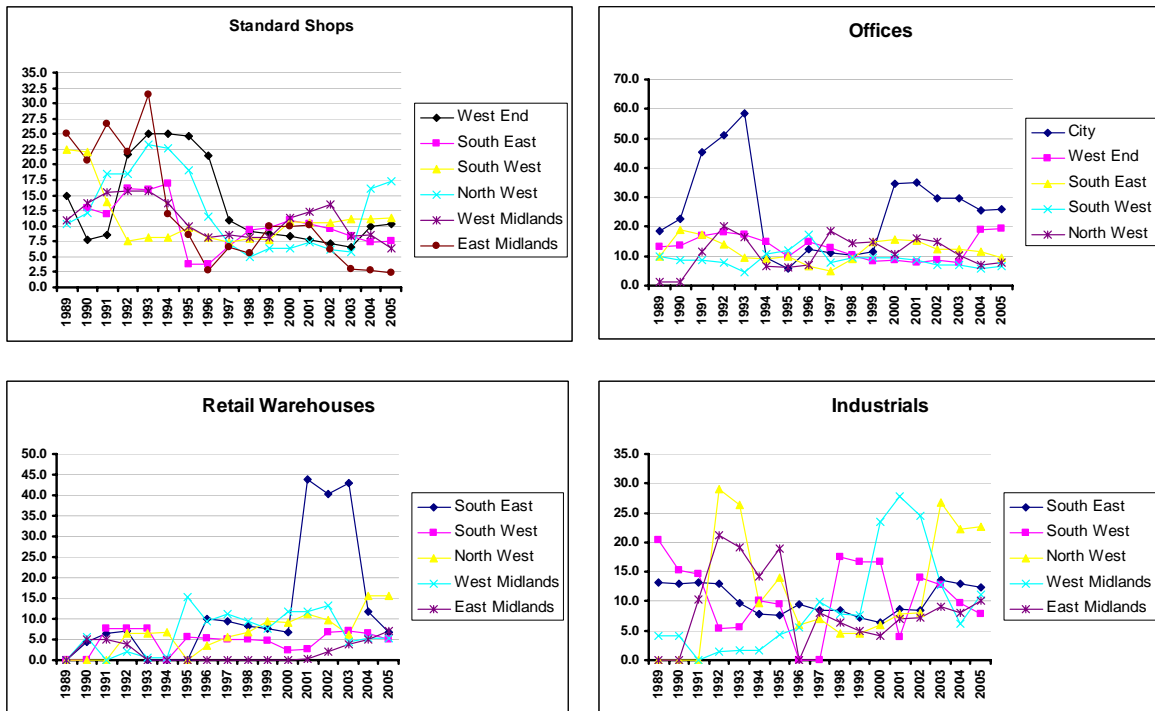 Standard Shops
35.0
32.5
30.0
27.5
25.0
22.5
20.0
17.5
15.0
12.5
10.0
7.5
5.0
2.5
0.0
1989 1990 1991 1992 1993 1994 1995 1996 1997 1998 1999 2000 2001 2002 2003 2004 2005
West End
South East
South West
North West
West Midlands
East Midlands
Offices
70.0
60.0
50.0
40.0
30.0
20.0
10.0
0.0
1989 1990 1991 1992 1993 1994 1995 1996 1997 1998 1999 2000 2001 2002 2003 2004 2005
City
West End
South East
South West
North West
Retail Warehouses
50.0
45.0
40.0
35.0
30.0
25.0
20.0
15.0
10.0
5.0
0.0
1989 1990 1991 1992 1993 1994 1995 1996 1997 1998 1999 2000 2001 2002 2003 2004 2005
South East
South West
North West
West Midlands
East Midlands
Industrials
35.0
30.0
25.0
20.0
15.0
10.0
5.0
0.0
1989 1990 1991 1992 1993 1994 1995 1996 1997 1998 1999 2000 2001 2002 2003 2004 2005
South East
South West
North West
West Midlands
East Midlands